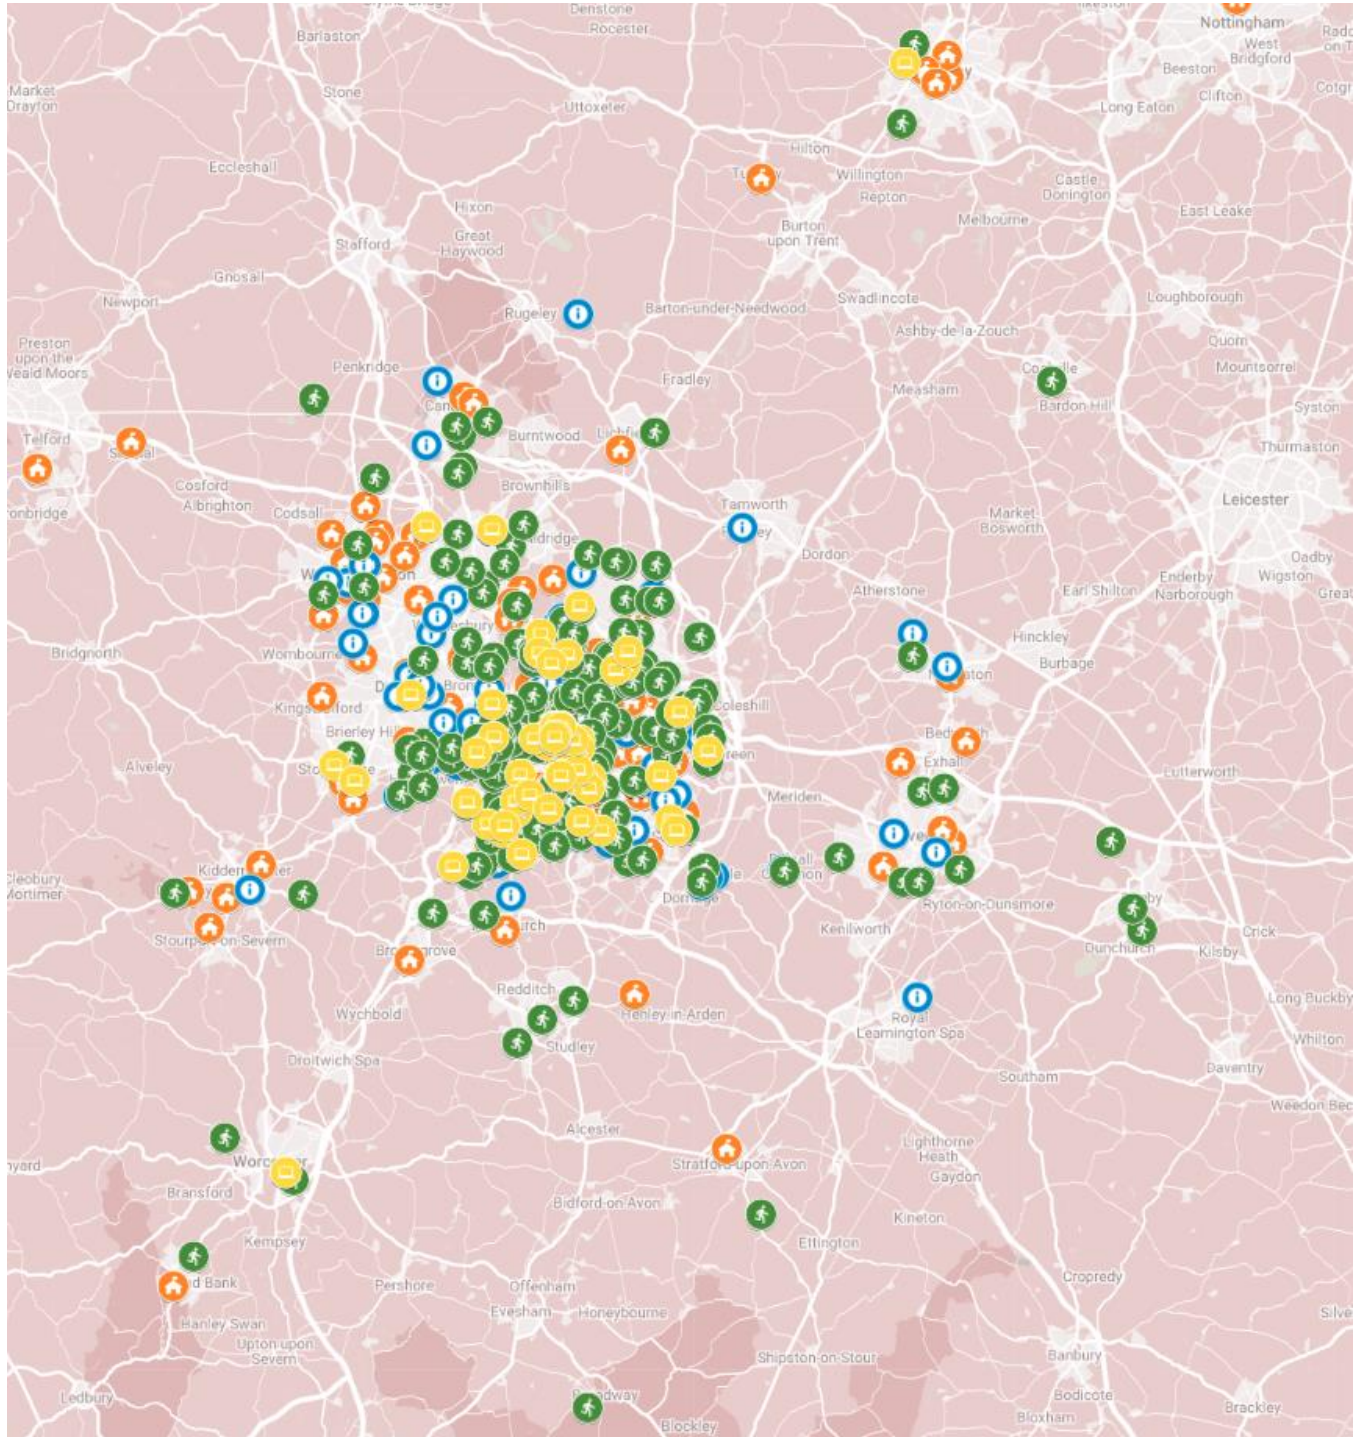 Denstone
Rocester
Nottingham
Barlaston
West
Bridgford
Beeston
Market
Drayton
Stone
Uttoxeter
Long Eaton
Clifton
Hilton
Eccleshall
Willington
Repton
Castle
Donington
Hixon
East Leake
Melbourne
Great
Haywood
Burton
upon Trent
Stafford
Gnosall
Newport
Rugeley
Barton-under-Needwood
Swadlincote
Loughborough
Ashby-de-la-Zouch
Preston
upon the
Weald Moors
Quorn
Penkridge
Mountsorrel
Fradley
Measham
Bardon Hill
Syston
Telford
Burntwood
Thurmaston
Cosford
Albrighton
Brownhills
Leicester
Codsall
Tamworth
Market
Bosworth
Dordon
Oadby
Wigston
Enderby
Narborough
Atherstone
Earl Shilton
Hinckley
Burbage
Bridgnorth
Coleshill
Brierley Hill
Exhall
Alveley
Lutterworth
Meriden
Cleobury
Mortimer
Ryton-on-Dunsmore
Kenilworth
Dunchurch
Crick
Kilsby
Redditch
Long Buckby
Wychbold
Henley-in-Arden
Royal
Leamington Spa
Whilton
Studley
Droitwich Spa
Daventry
Southam
Weedon Bec
Alcester
Lighthorne
Heath
Stratford-upon-Avon
Gaydon
Bransford
Bidford-on-Avon
Kineton
Kempsey
Ettington
Cropredy
Pershore
Offenham
Evesham
Honeybourne
Hanley Swan
Upton upon
Severn
Shipston-on-Stour
Banbury
Ledbury
Bodicote
Brackley
Bloxham
Blockley